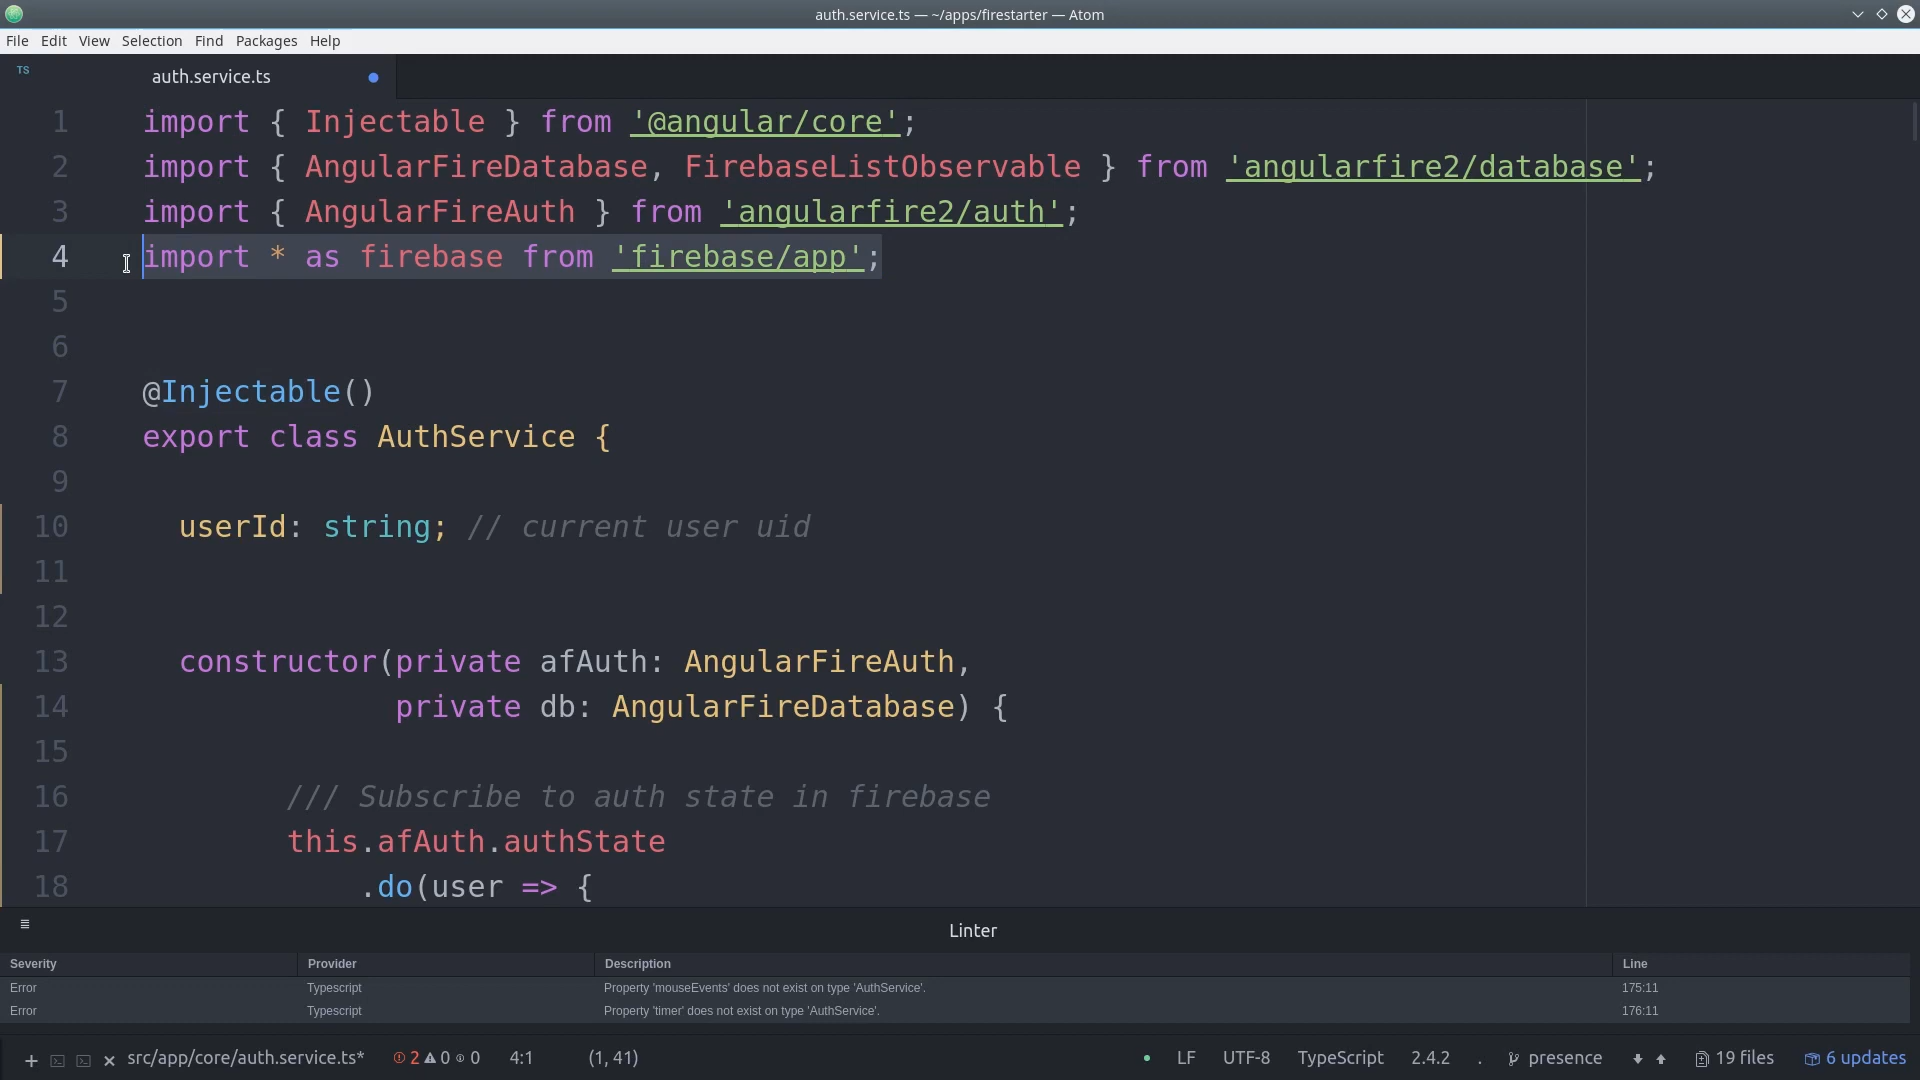 auth.service.ts — ~/apps/firestarter — Atom
File Edit View Selection Find Packages Help
TS auth.service.ts
1 import { Injectable } from '@angular/core';
2 import { AngularFireDatabase, FirebaseListObservable } from 'angularfire2/database';
3 import { AngularFireAuth } from 'angularfire2/auth';
4 import * as firebase from 'firebase/app';
5
6
7 @Injectable()
8 export class AuthService {
9
10 userId: string; // current user uid
11
12
13 constructor(private afAuth: AngularFireAuth,
14 private db: AngularFireDatabase) {
15
16 /// Subscribe to auth state in firebase
17 this.afAuth.authState
18 .do(user => {
Linter
Severity Provider Description Line
Error Typescript Property 'mouseEvents' does not exist on type 'AuthService'. 175:11
Error Typescript Property 'timer' does not exist on type 'AuthService'. 176:11
src/app/core/auth.service.ts* 2 0 0 4:1 (1, 41) LF UTF-8 TypeScript 2.4.2 . presence 19 files 6 updates